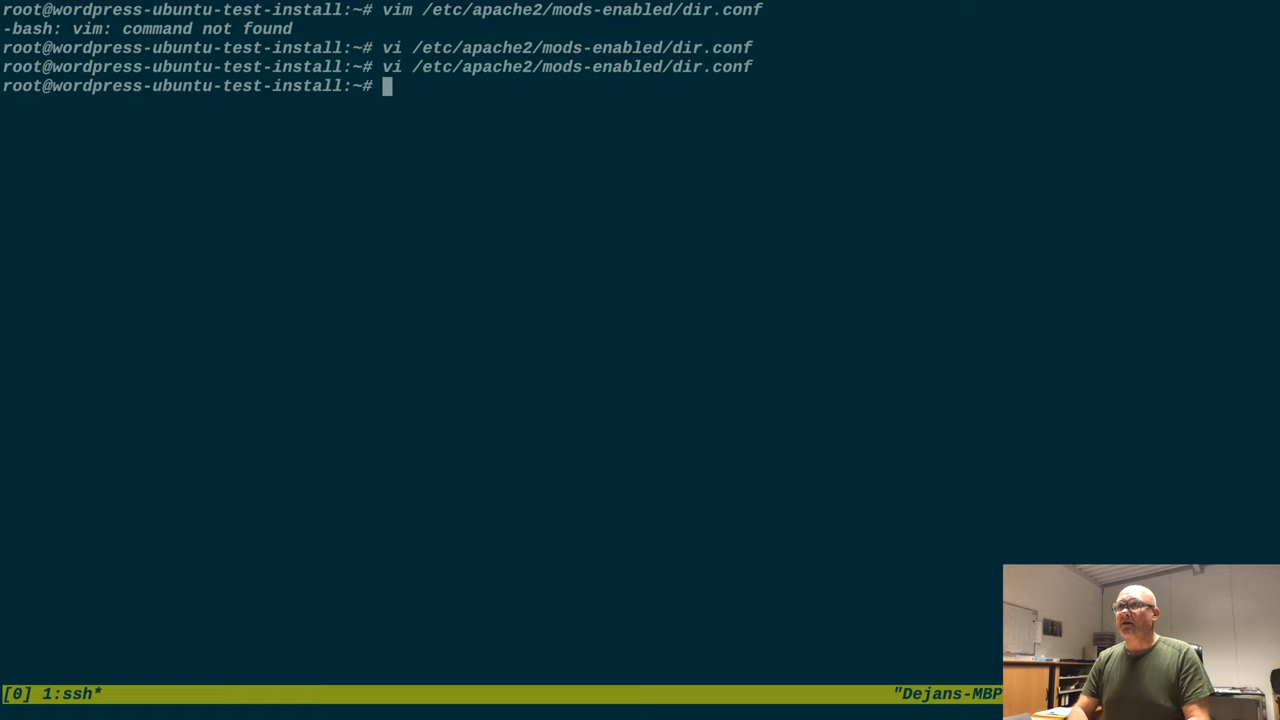 root@wordpress-ubuntu-test-install:~# vim /etc/apache2/mods-enabled/dir.conf
-bash: vim: command not found
root@wordpress-ubuntu-test-install:~# vi /etc/apache2/mods-enabled/dir.conf
root@wordpress-ubuntu-test-install:~# vi /etc/apache2/mods-enabled/dir.conf
root@wordpress-ubuntu-test-install:~#
[0] 1:ssh* "Dejans-MBP